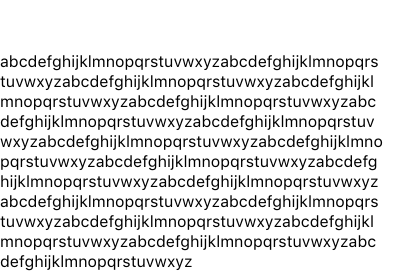 abcdefghijklmnopqrstuvwxyzabcdefghijklmnopqrs
tuvwxyzabcdefghijklmnopqrstuvwxyzabcdefghijkl
mnopqrstuvwxyzabcdefghijklmnopqrstuvwxyzabc
defghijklmnopqrstuvwxyzabcdefghijklmnopqrstuv
wxyzabcdefghijklmnopqrstuvwxyzabcdefghijklmno
pqrstuvwxyzabcdefghijklmnopqrstuvwxyzabcdefg
hijklmnopqrstuvwxyzabcdefghijklmnopqrstuvwxyz
abcdefghijklmnopqrstuvwxyzabcdefghijklmnopqrs
tuvwxyzabcdefghijklmnopqrstuvwxyzabcdefghijkl
mnopqrstuvwxyzabcdefghijklmnopqrstuvwxyzabc
defghijklmnopqrstuvwxyz